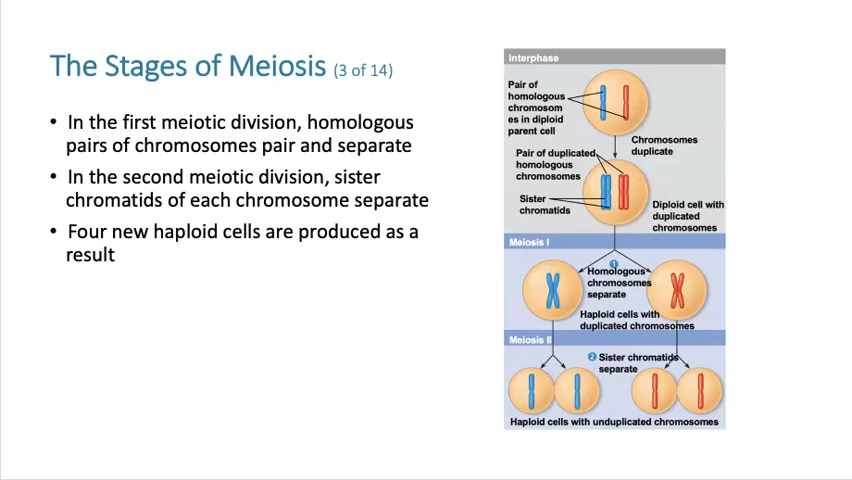 The Stages of Meiosis (3 of 14)
• In the first meiotic division, homologous
pairs of chromosomes pair and separate
• In the second meiotic division, sister
chromatids of each chromosome separate
• Four new haploid cells are produced as a
result
Interphase
Pair of
homologous
chromosom
es in diploid
parent cell
Chromosomes
duplicate
Pair of duplicated
homologous
chromosomes
Sister
chromatids
Diploid cell with
duplicated
chromosomes
Meiosis I
1
Homologous
chromosomes
separate
Haploid cells with
duplicated chromosomes
Meiosis II
2 Sister chromatids
separate
Haploid cells with unduplicated chromosomes